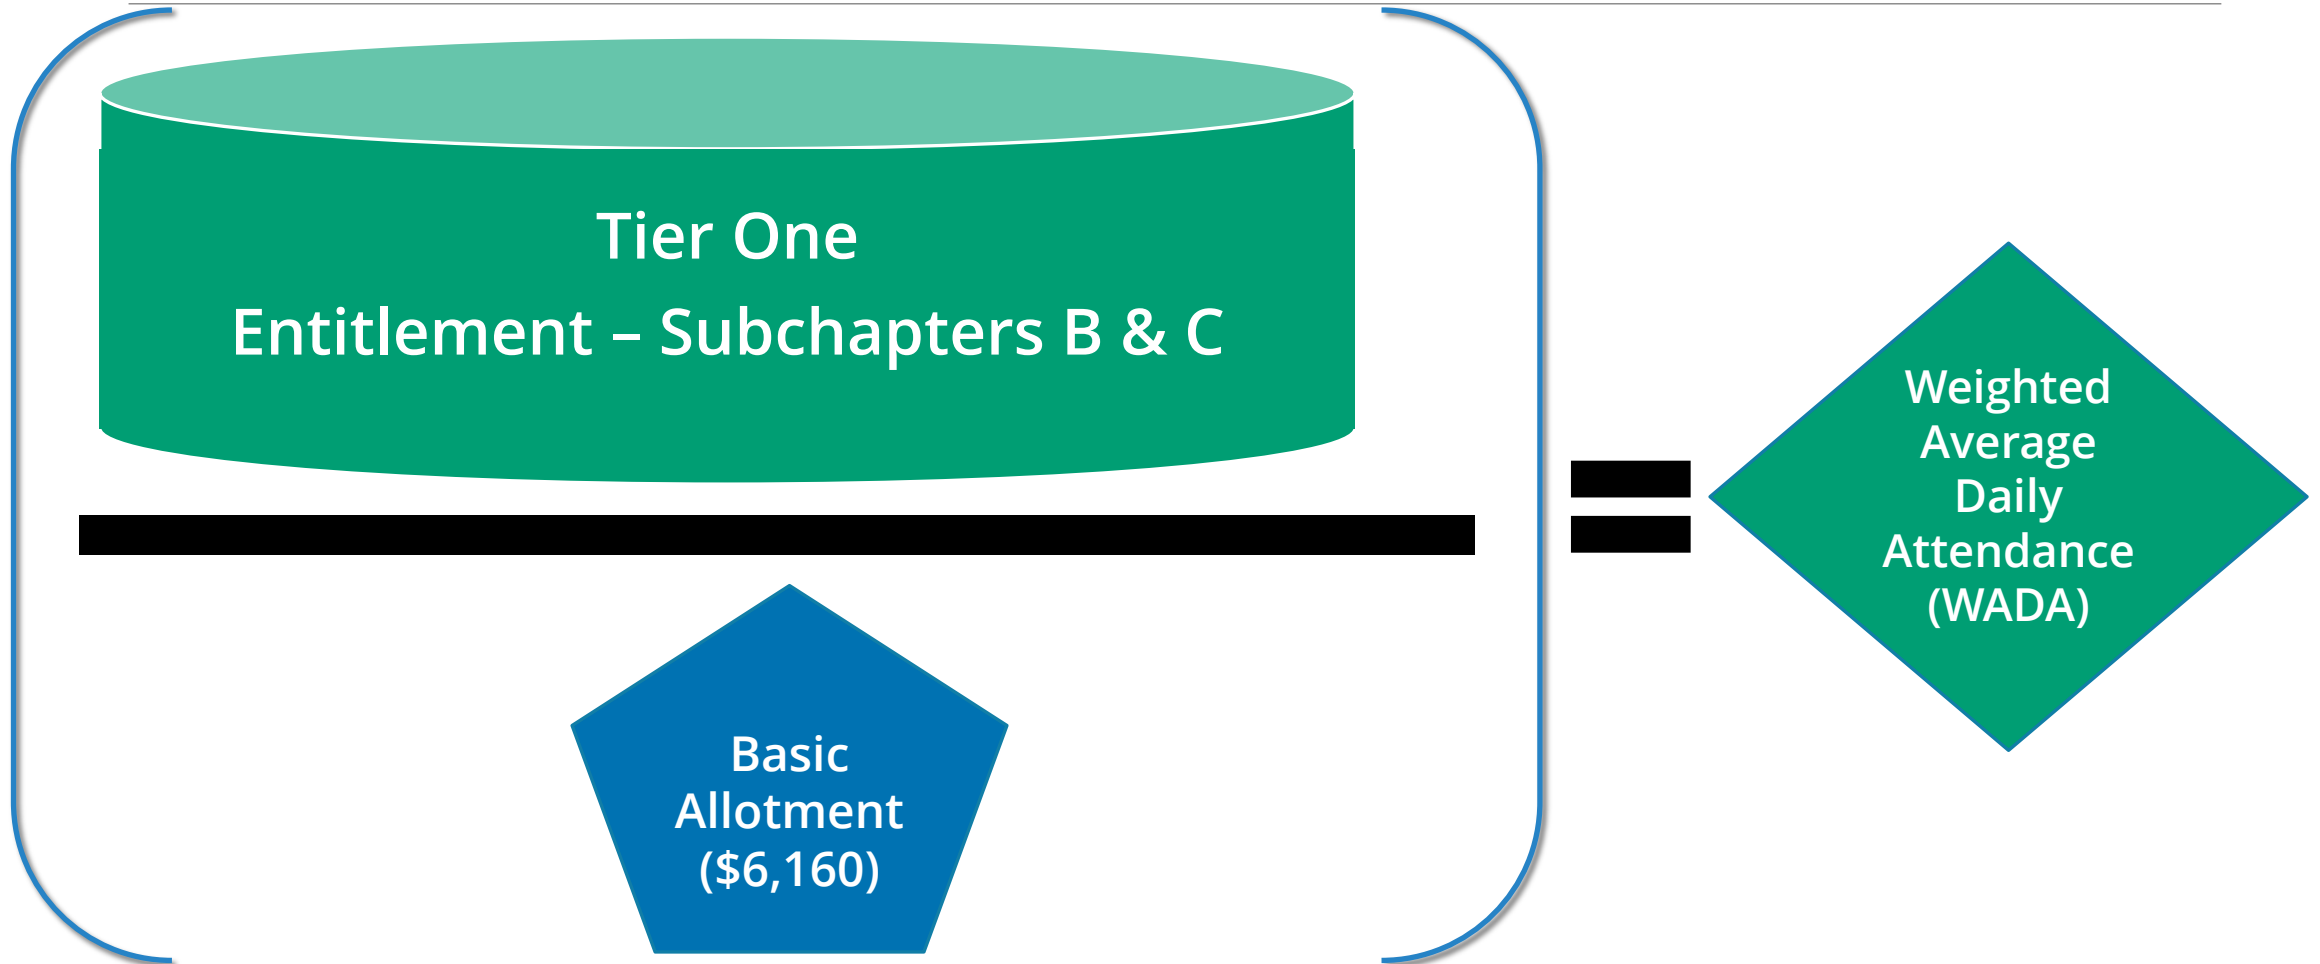 Tier One
Entitlement – Subchapters B & C
Weighted
Average
Daily
Attendance
(WADA)
Basic
Allotment
($6,160)